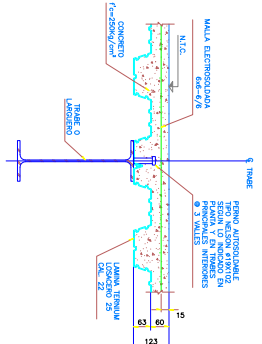 MALLA ELECTROSOLDADA
6x6-6/6
N.T.C.
CONCRETO
f'c=250Kg/cm²
TRABE O
LARGUERO
℄ TRABE
PERNO AUTOSOLDABLE
TIPO NELSON ø19X102
SEGUN LO INDICADO EN
PLANTA Y EN TRABES
PRINCIPALES INTERIORES
@ 3 VALLES
LAMINA TERNIUM
LOSACERO 25
CAL. 22
15
63
60
123